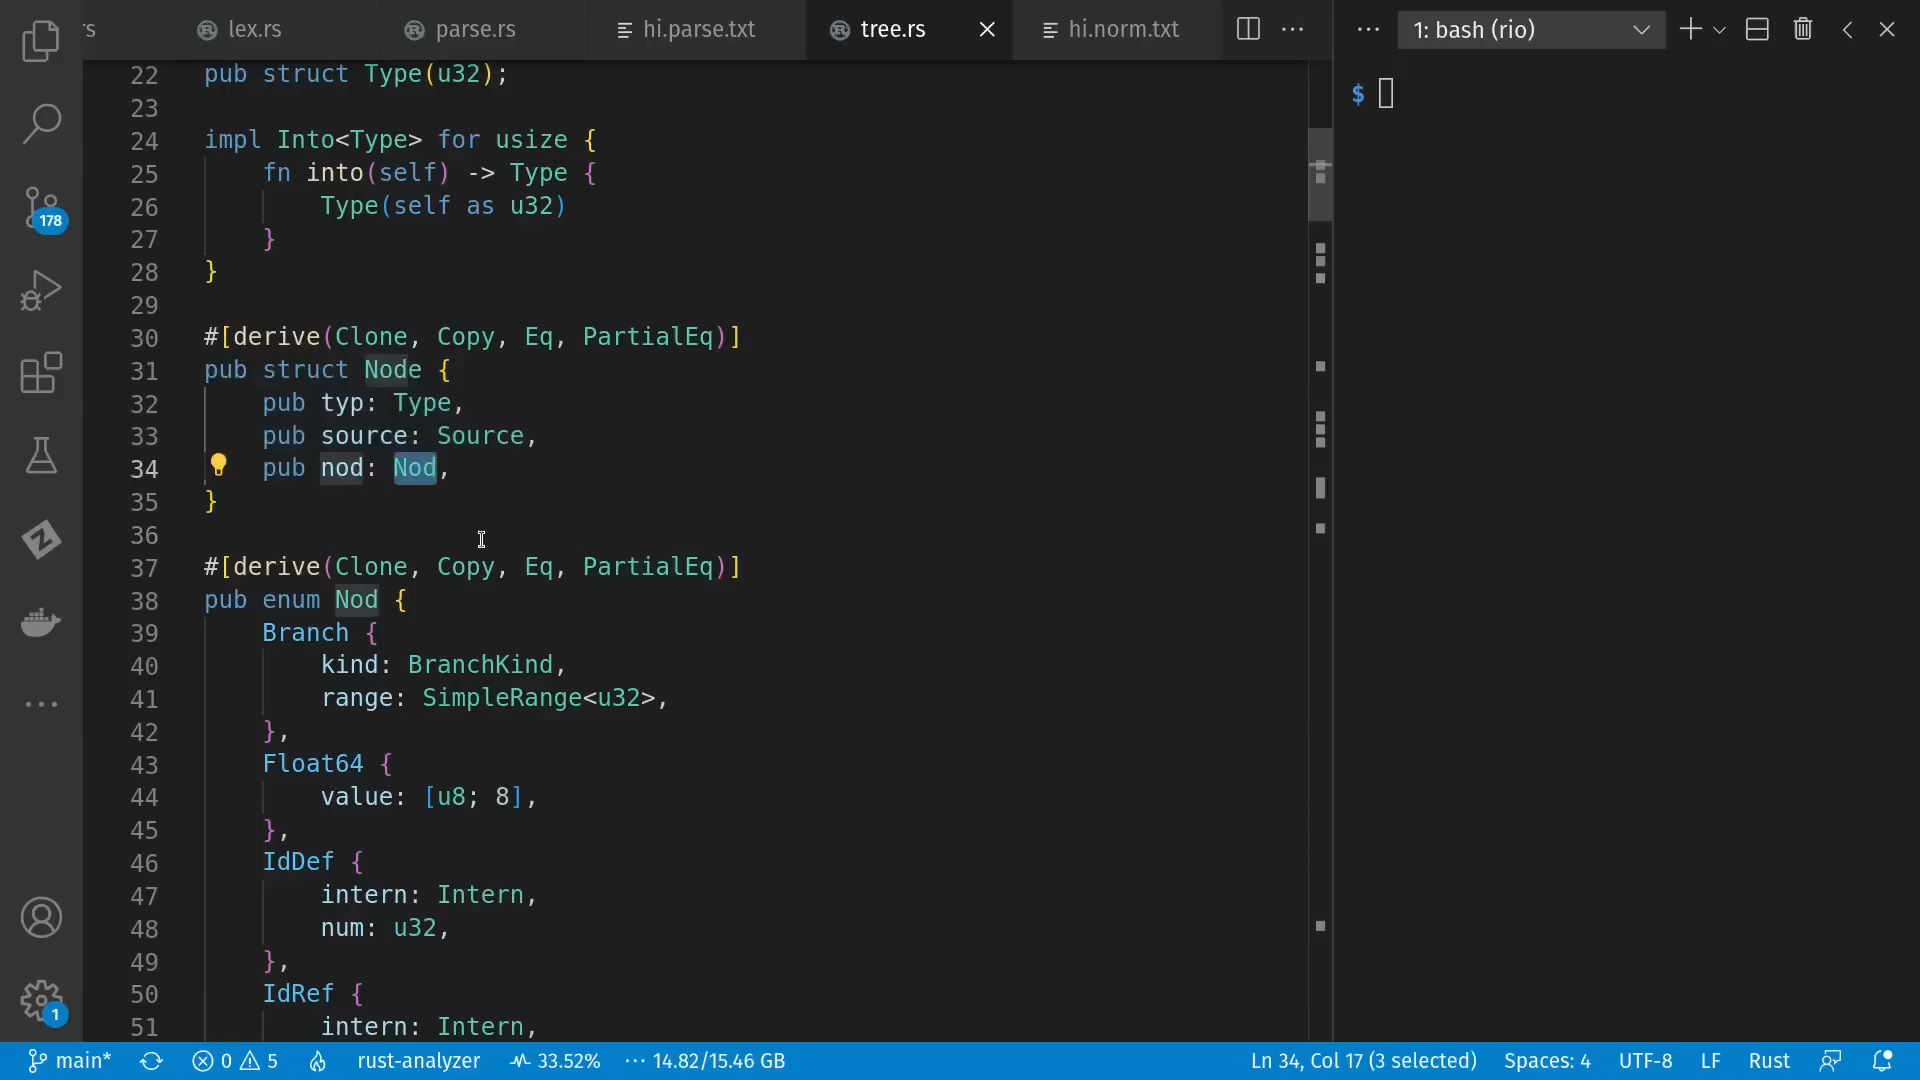 rs
lex.rs
parse.rs
hi.parse.txt
tree.rs
hi.norm.txt
1: bash (rio)
22 pub struct Type(u32);
23
24 impl Into<Type> for usize {
25     fn into(self) -> Type {
26         Type(self as u32)
27     }
28 }
29
30 #[derive(Clone, Copy, Eq, PartialEq)]
31 pub struct Node {
32     pub typ: Type,
33     pub source: Source,
34     pub nod: Nod,
35 }
36
37 #[derive(Clone, Copy, Eq, PartialEq)]
38 pub enum Nod {
39     Branch {
40         kind: BranchKind,
41         range: SimpleRange<u32>,
42     },
43     Float64 {
44         value: [u8; 8],
45     },
46     IdDef {
47         intern: Intern,
48         num: u32,
49     },
50     IdRef {
51         intern: Intern,
$
178
1
main* 0 5 rust-analyzer 33.52% ··· 14.82/15.46 GB Ln 34, Col 17 (3 selected) Spaces: 4 UTF-8 LF Rust